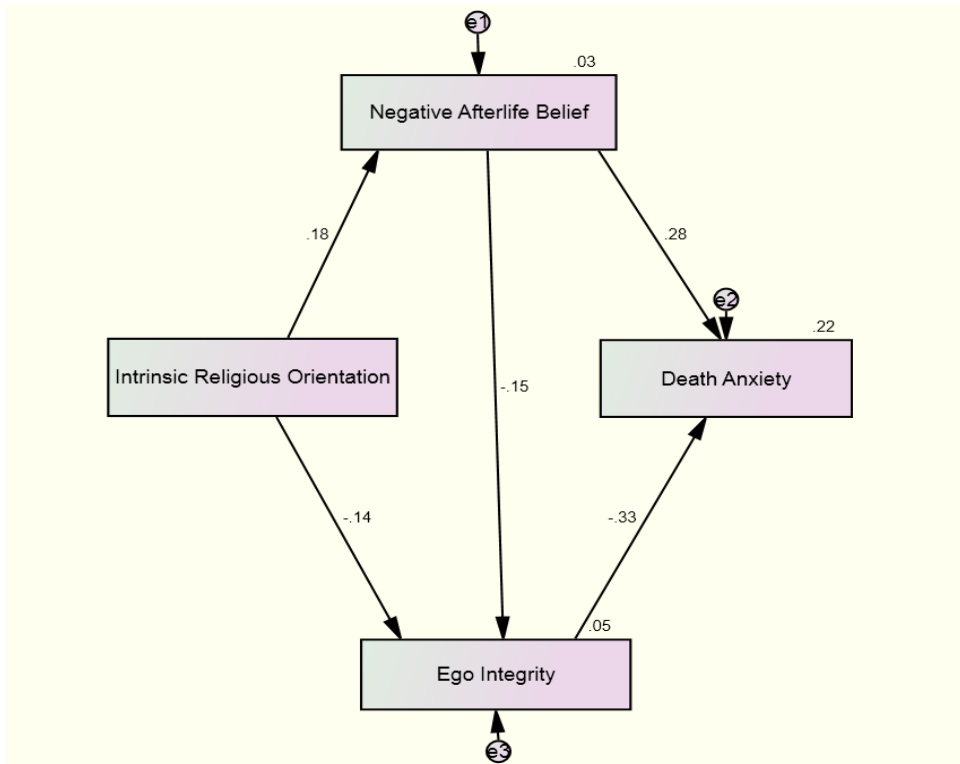 e1
.03
Negative Afterlife Belief
.18
.28
e2
.22
Intrinsic Religious Orientation
Death Anxiety
-.15
-.14
-.33
.05
Ego Integrity
e3